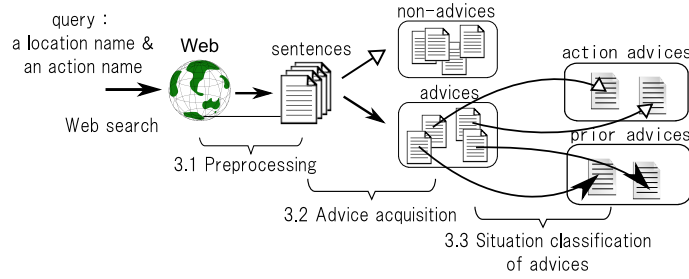 query :
a location name &
an action name
Web
Web search
sentences
non-advices
advices
action advices
prior advices
3.1 Preprocessing
3.2 Advice acquisition
3.3 Situation classification
of advices